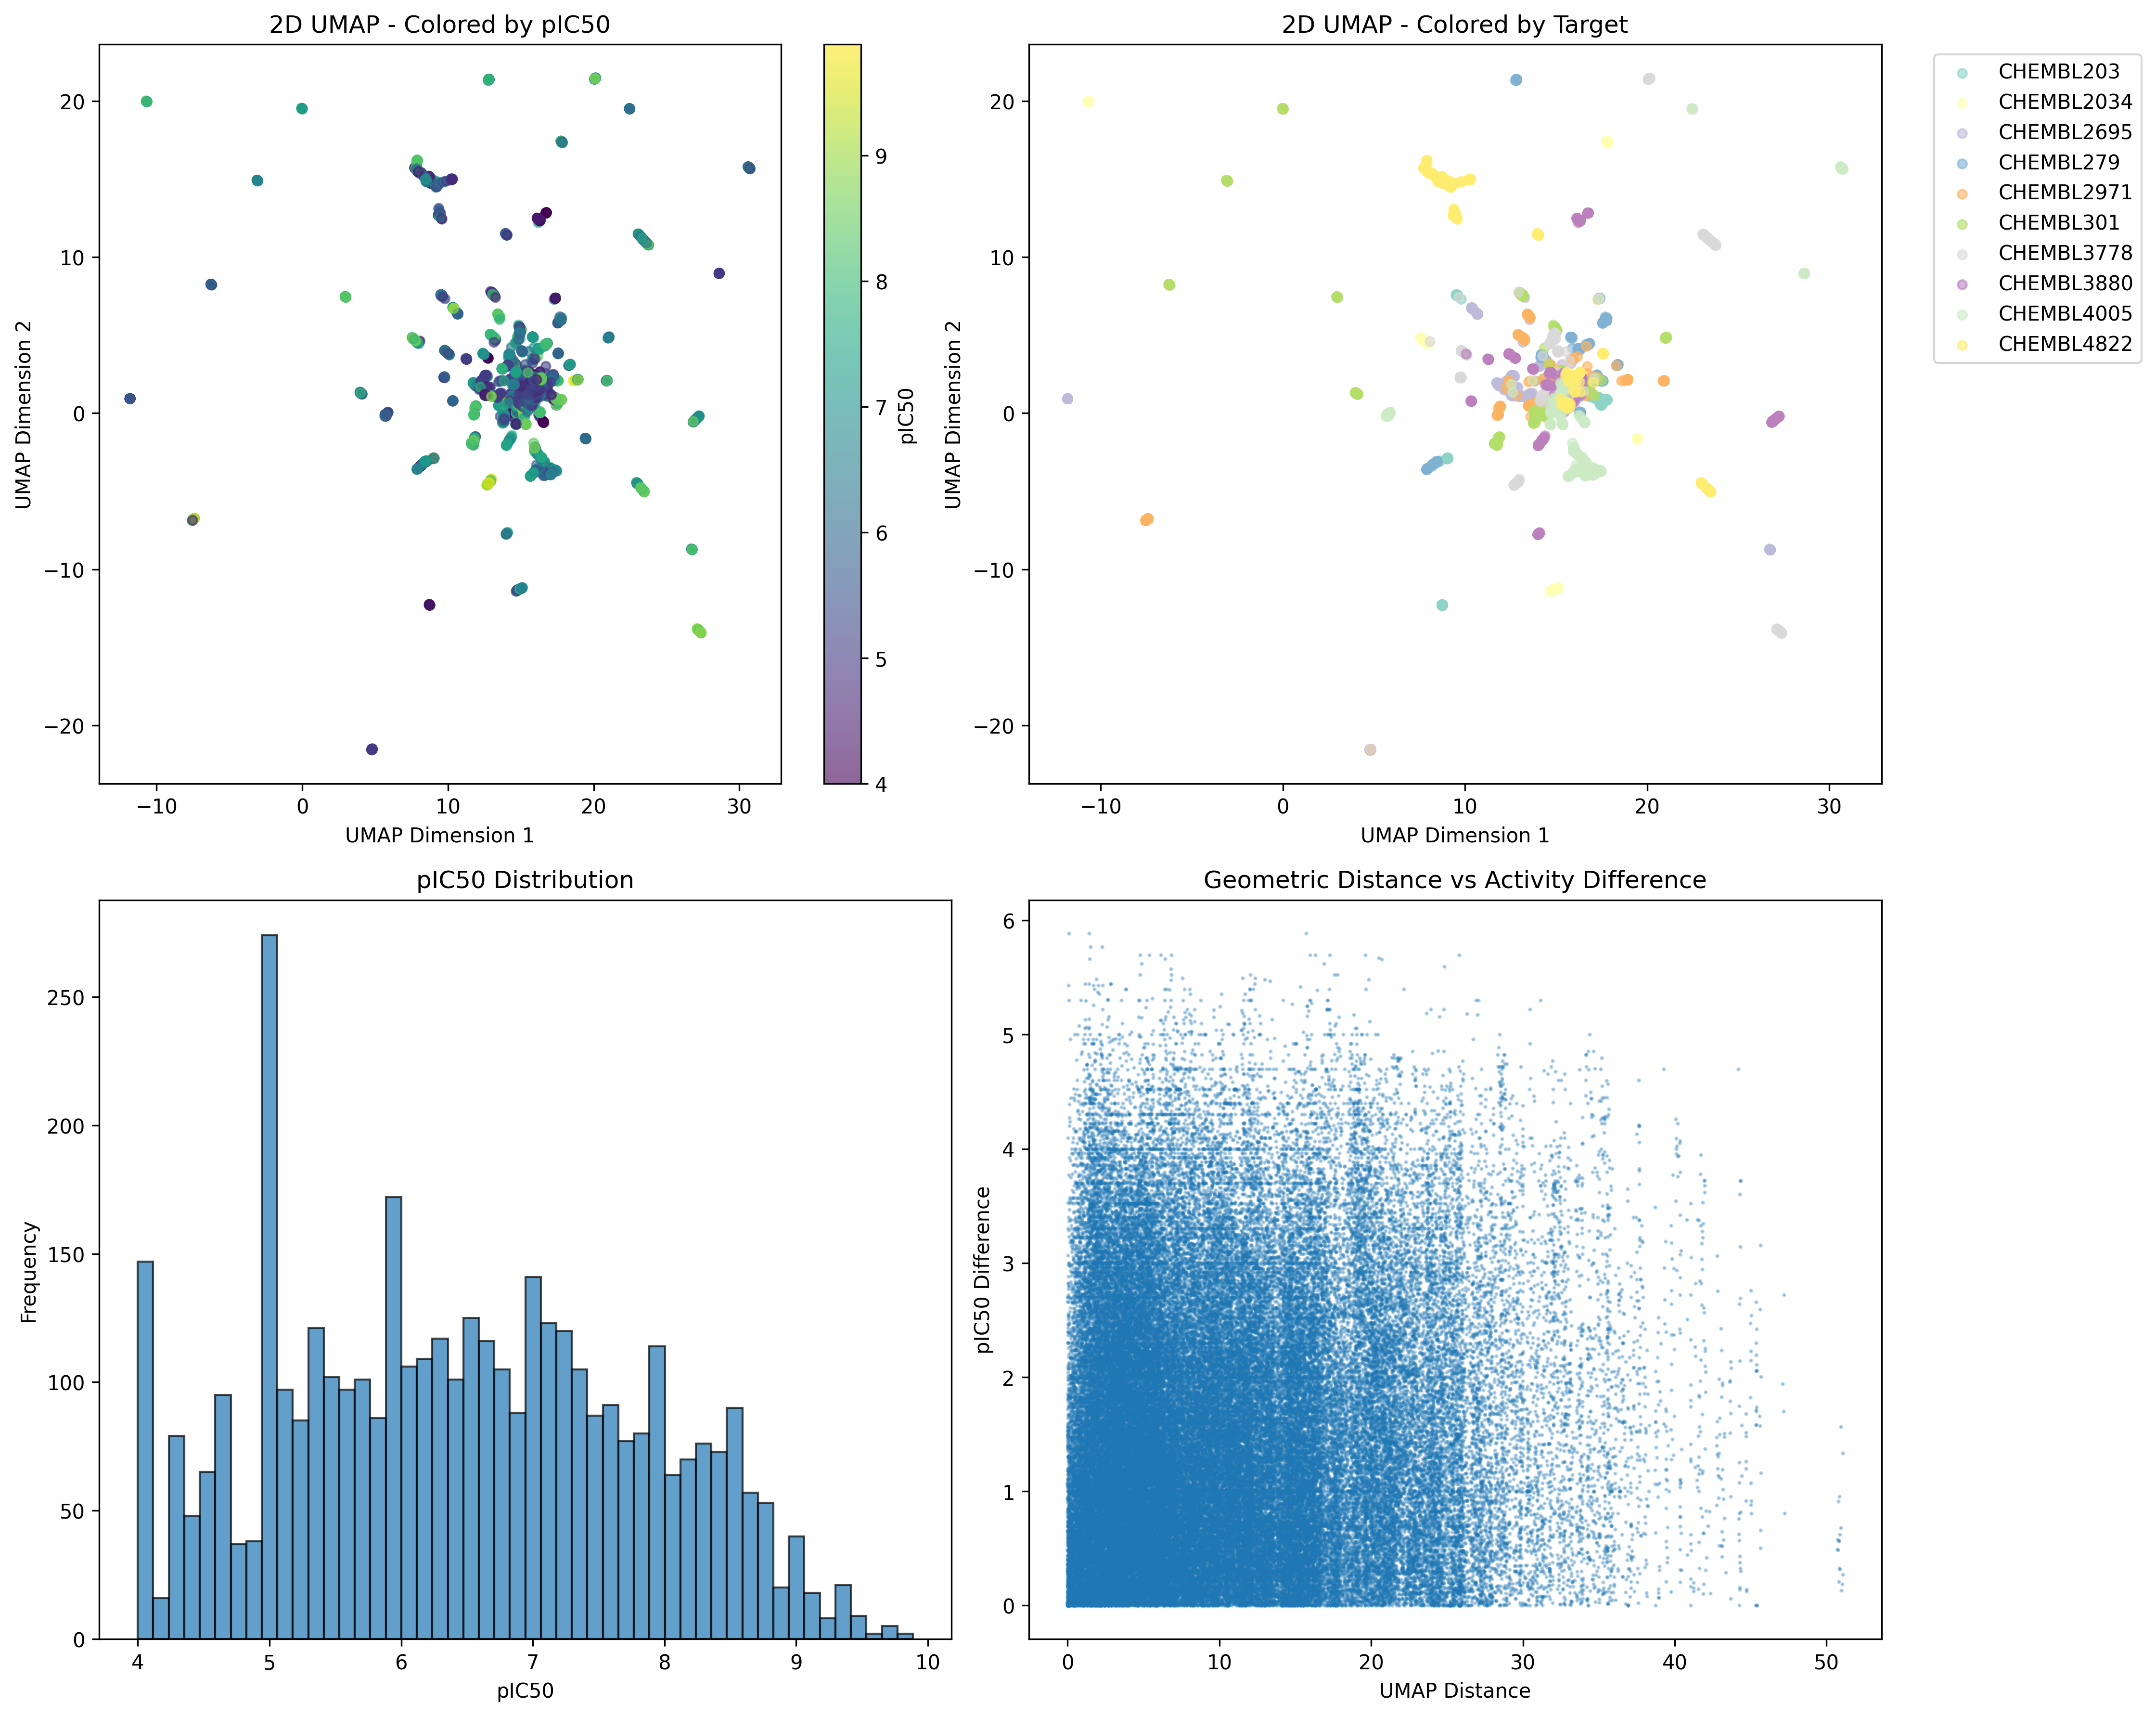 2D UMAP - Colored by pIC50
UMAP Dimension 2
20
10
0
−10
−20
−10
0
10
20
30
UMAP Dimension 1
9
8
7
6
5
4
pIC50
2D UMAP - Colored by Target
UMAP Dimension 2
20
10
0
−10
−20
−10
0
10
20
30
UMAP Dimension 1
CHEMBL203
CHEMBL2034
CHEMBL2695
CHEMBL279
CHEMBL2971
CHEMBL301
CHEMBL3778
CHEMBL3880
CHEMBL4005
CHEMBL4822
pIC50 Distribution
Frequency
250
200
150
100
50
0
4
5
6
7
8
9
10
pIC50
Geometric Distance vs Activity Difference
pIC50 Difference
6
5
4
3
2
1
0
0
10
20
30
40
50
UMAP Distance